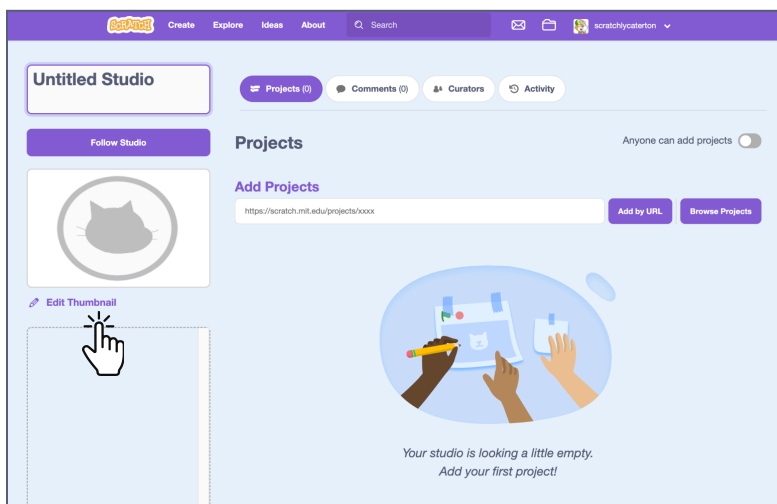 SCRATCH Create Explore Ideas About Search scratchlycaterton
Untitled Studio
Projects (0) Comments (0) Curators Activity
Follow Studio
Projects
Anyone can add projects
Add Projects
https://scratch.mit.edu/projects/xxxx
Add by URL
Browse Projects
Edit Thumbnail
Your studio is looking a little empty.
Add your first project!